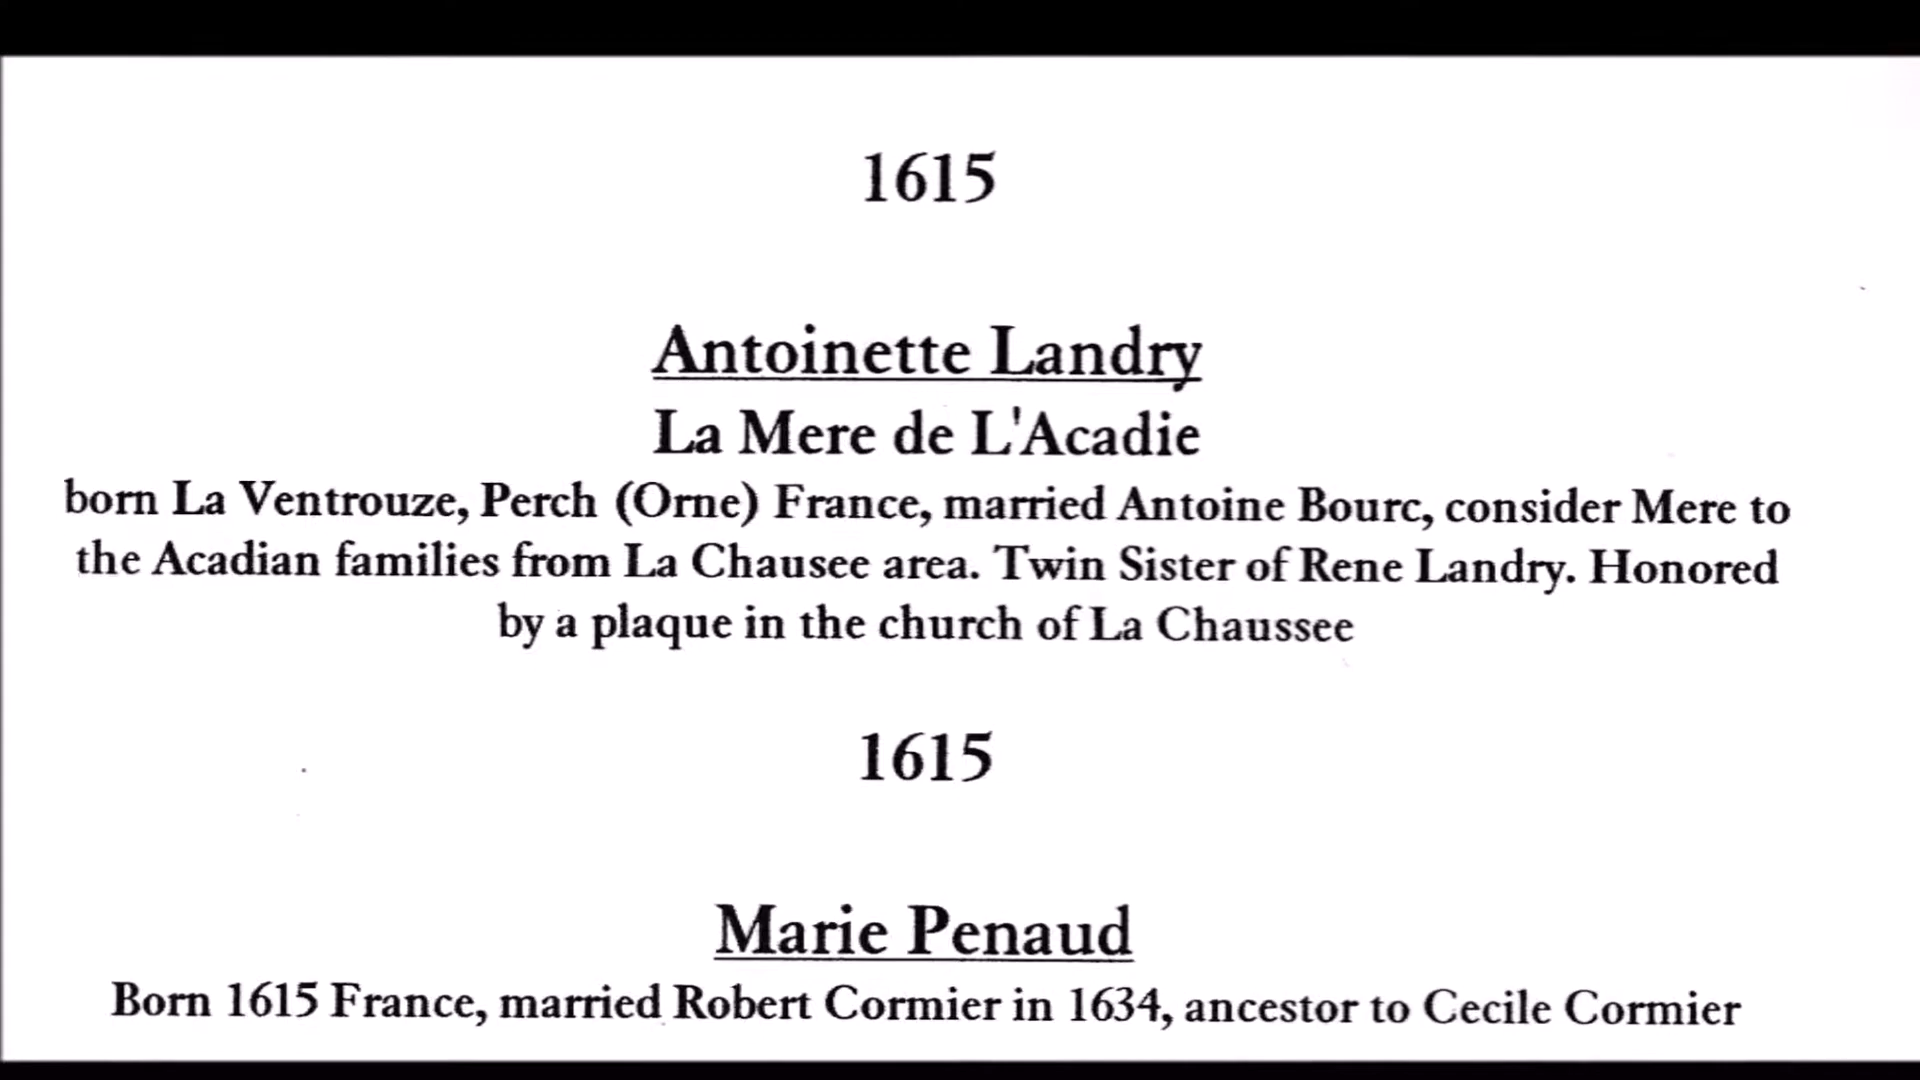 1615
Antoinette Landry
La Mere de L'Acadie
born La Ventrouze, Perch (Orne) France, married Antoine Bourc, consider Mere to
the Acadian families from La Chausee area. Twin Sister of Rene Landry. Honored
by a plaque in the church of La Chaussee
1615
Marie Penaud
Born 1615 France, married Robert Cormier in 1634, ancestor to Cecile Cormier